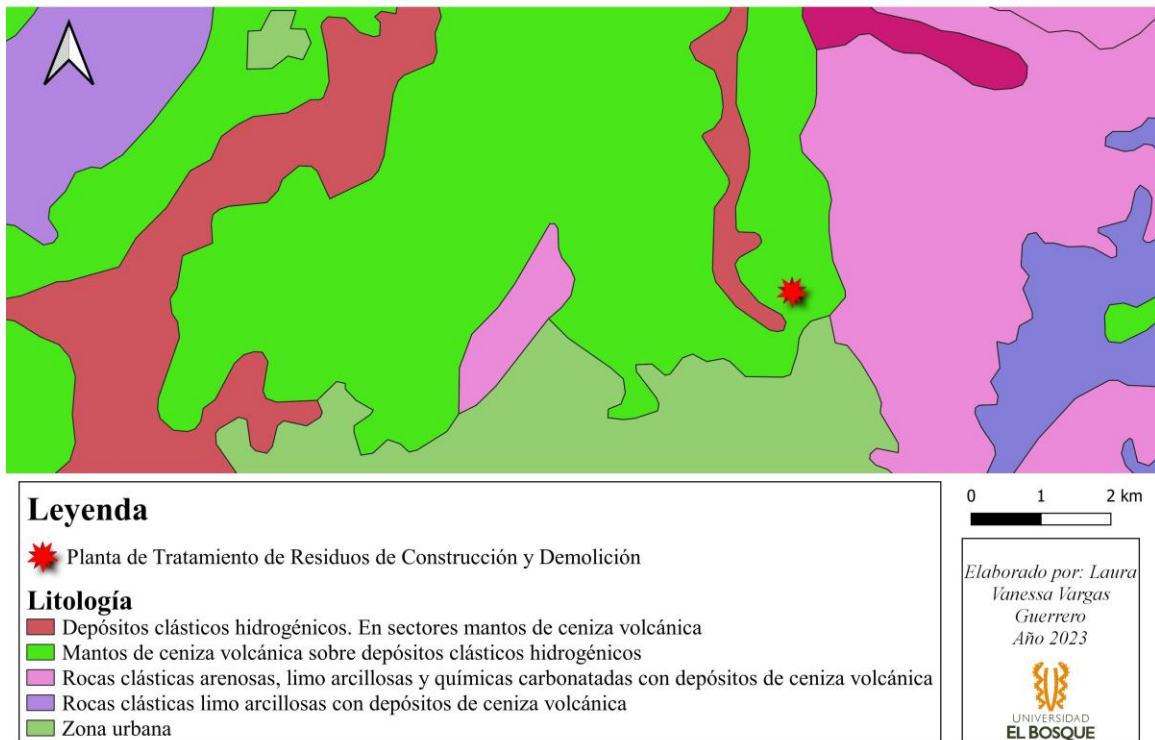 Leyenda
Planta de Tratamiento de Residuos de Construcción y Demolición
Litología
Depósitos clásticos hidrogénicos. En sectores mantos de ceniza volcánica
Mantos de ceniza volcánica sobre depósitos clásticos hidrogénicos
Rocas clásticas arenosas, limo arcillosas y químicas carbonatadas con depósitos de ceniza volcánica
Rocas clásticas limo arcillosas con depósitos de ceniza volcánica
Zona urbana
0 1 2 km
Elaborado por: Laura
Vanessa Vargas
Guerrero
Año 2023
UNIVERSIDAD
EL BOSQUE